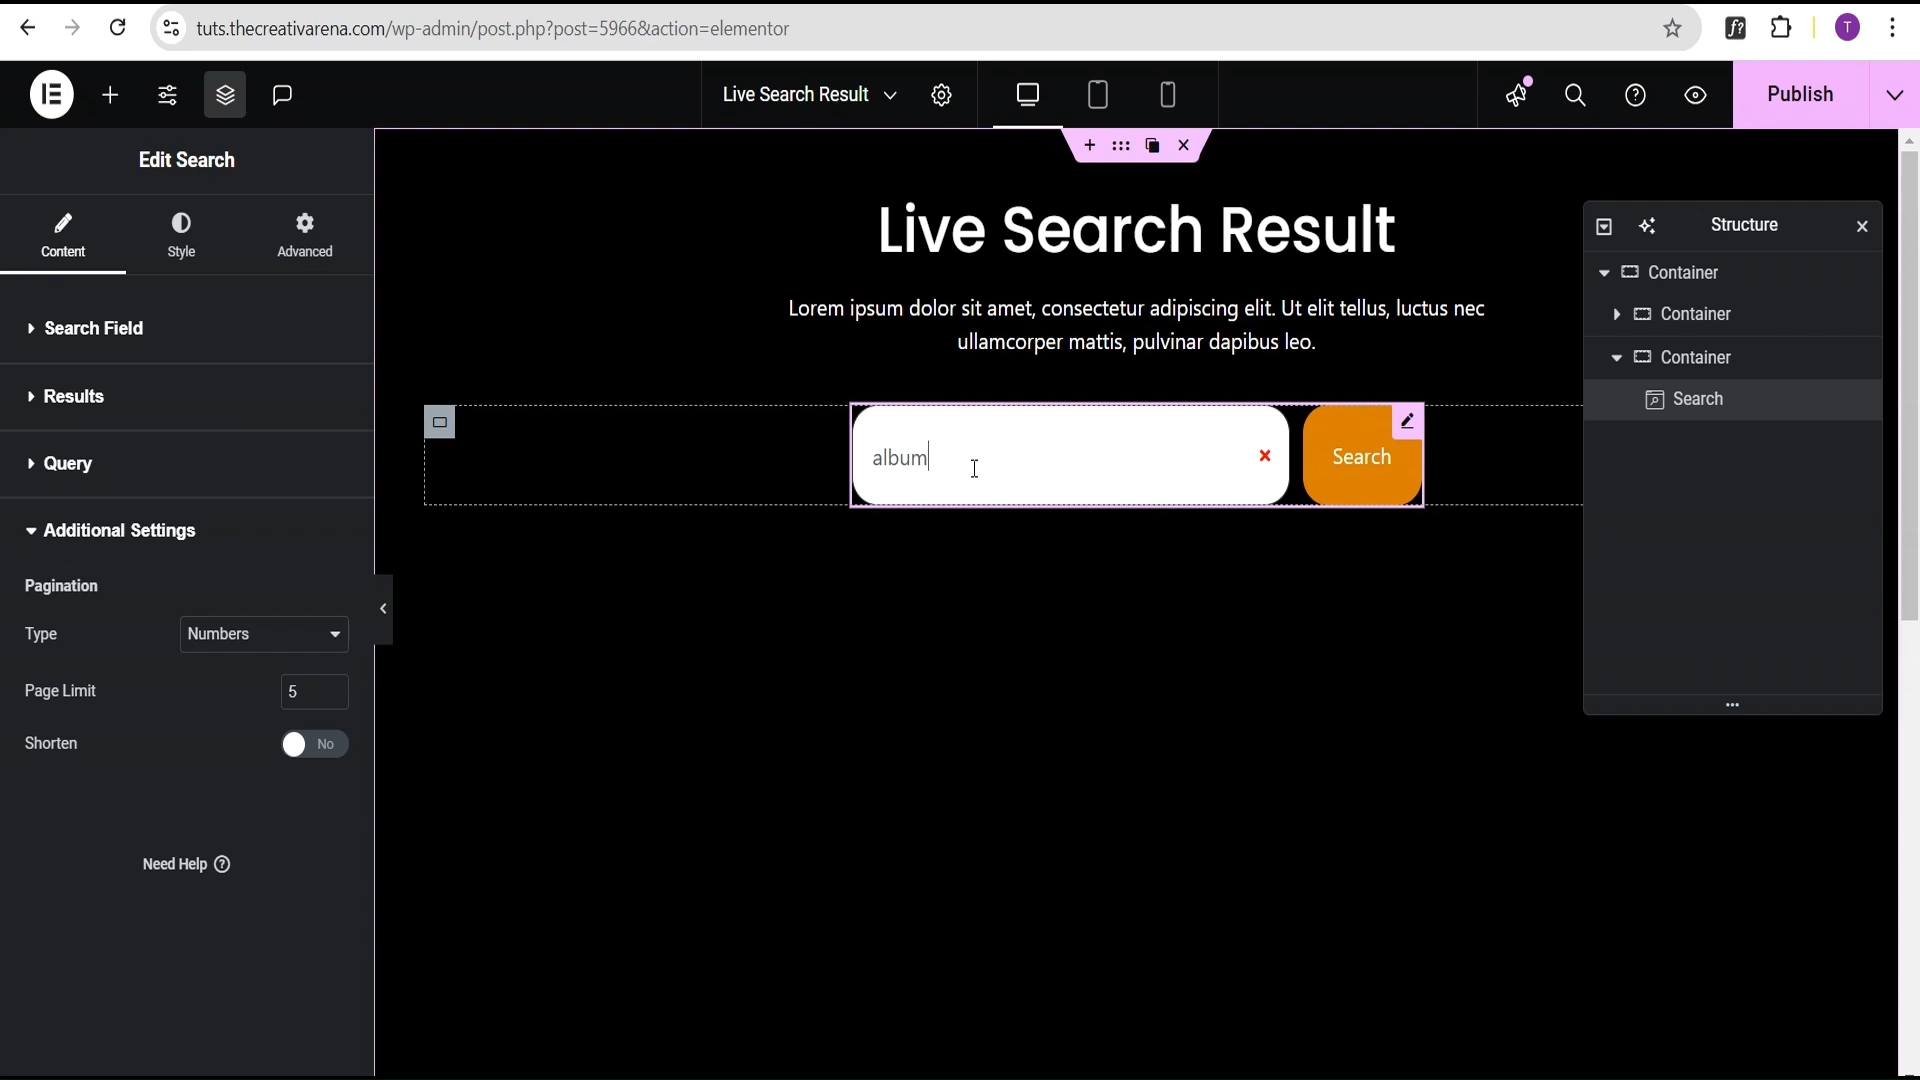 tuts.thecreativarena.com/wp-admin/post.php?post=5966&action=elementor
f?
T
Live Search Result
Publish
Edit Search
Content
Style
Advanced
Search Field
Results
Query
Additional Settings
Pagination
Type
Numbers
Page Limit
5
Shorten
No
Need Help
Live Search Result
Lorem ipsum dolor sit amet, consectetur adipiscing elit. Ut elit tellus, luctus nec
ullamcorper mattis, pulvinar dapibus leo.
album
Search
Structure
Container
Container
Container
Search